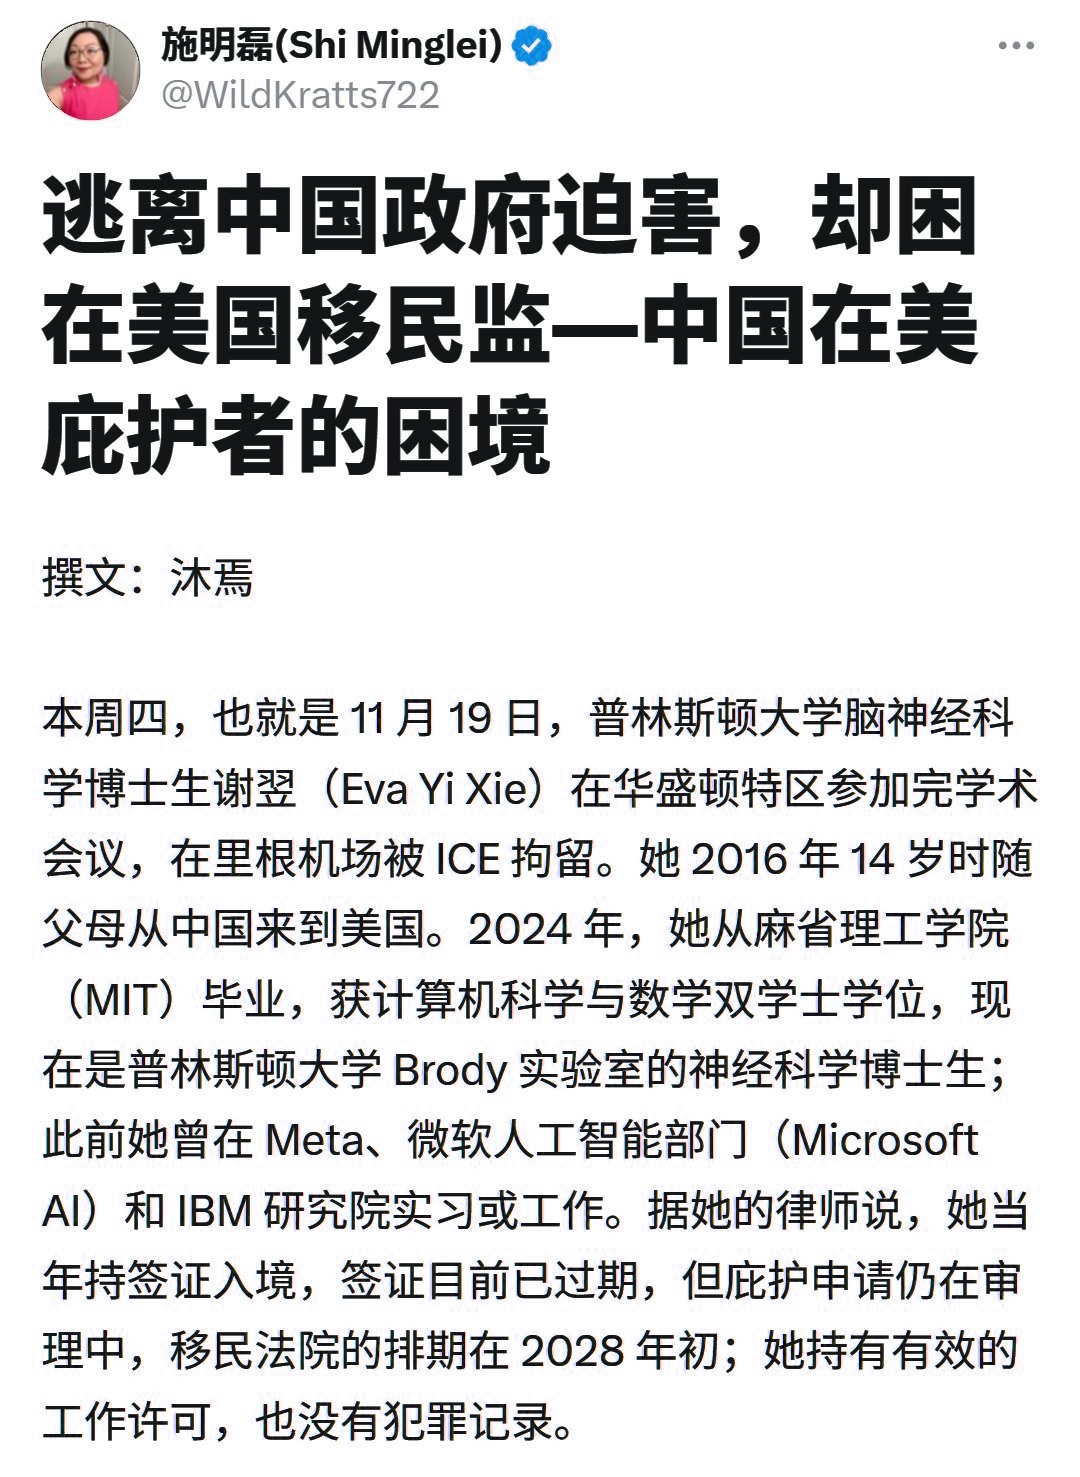 施明磊(Shi Minglei)
@WildKratts722
逃离中国政府迫害，却困
在美国移民监—中国在美
庇护者的困境
撰文：沐焉
本周四，也就是 11 月 19 日，普林斯顿大学脑神经科
学博士生谢翌（Eva Yi Xie）在华盛顿特区参加完学术
会议，在里根机场被 ICE 拘留。她 2016 年 14 岁时随
父母从中国来到美国。2024 年，她从麻省理工学院
（MIT）毕业，获计算机科学与数学双学士学位，现
在是普林斯顿大学 Brody 实验室的神经科学博士生；
此前她曾在 Meta、微软人工智能部门（Microsoft
AI）和 IBM 研究院实习或工作。据她的律师说，她当
年持签证入境，签证目前已过期，但庇护申请仍在审
理中，移民法院的排期在 2028 年初；她持有有效的
工作许可，也没有犯罪记录。